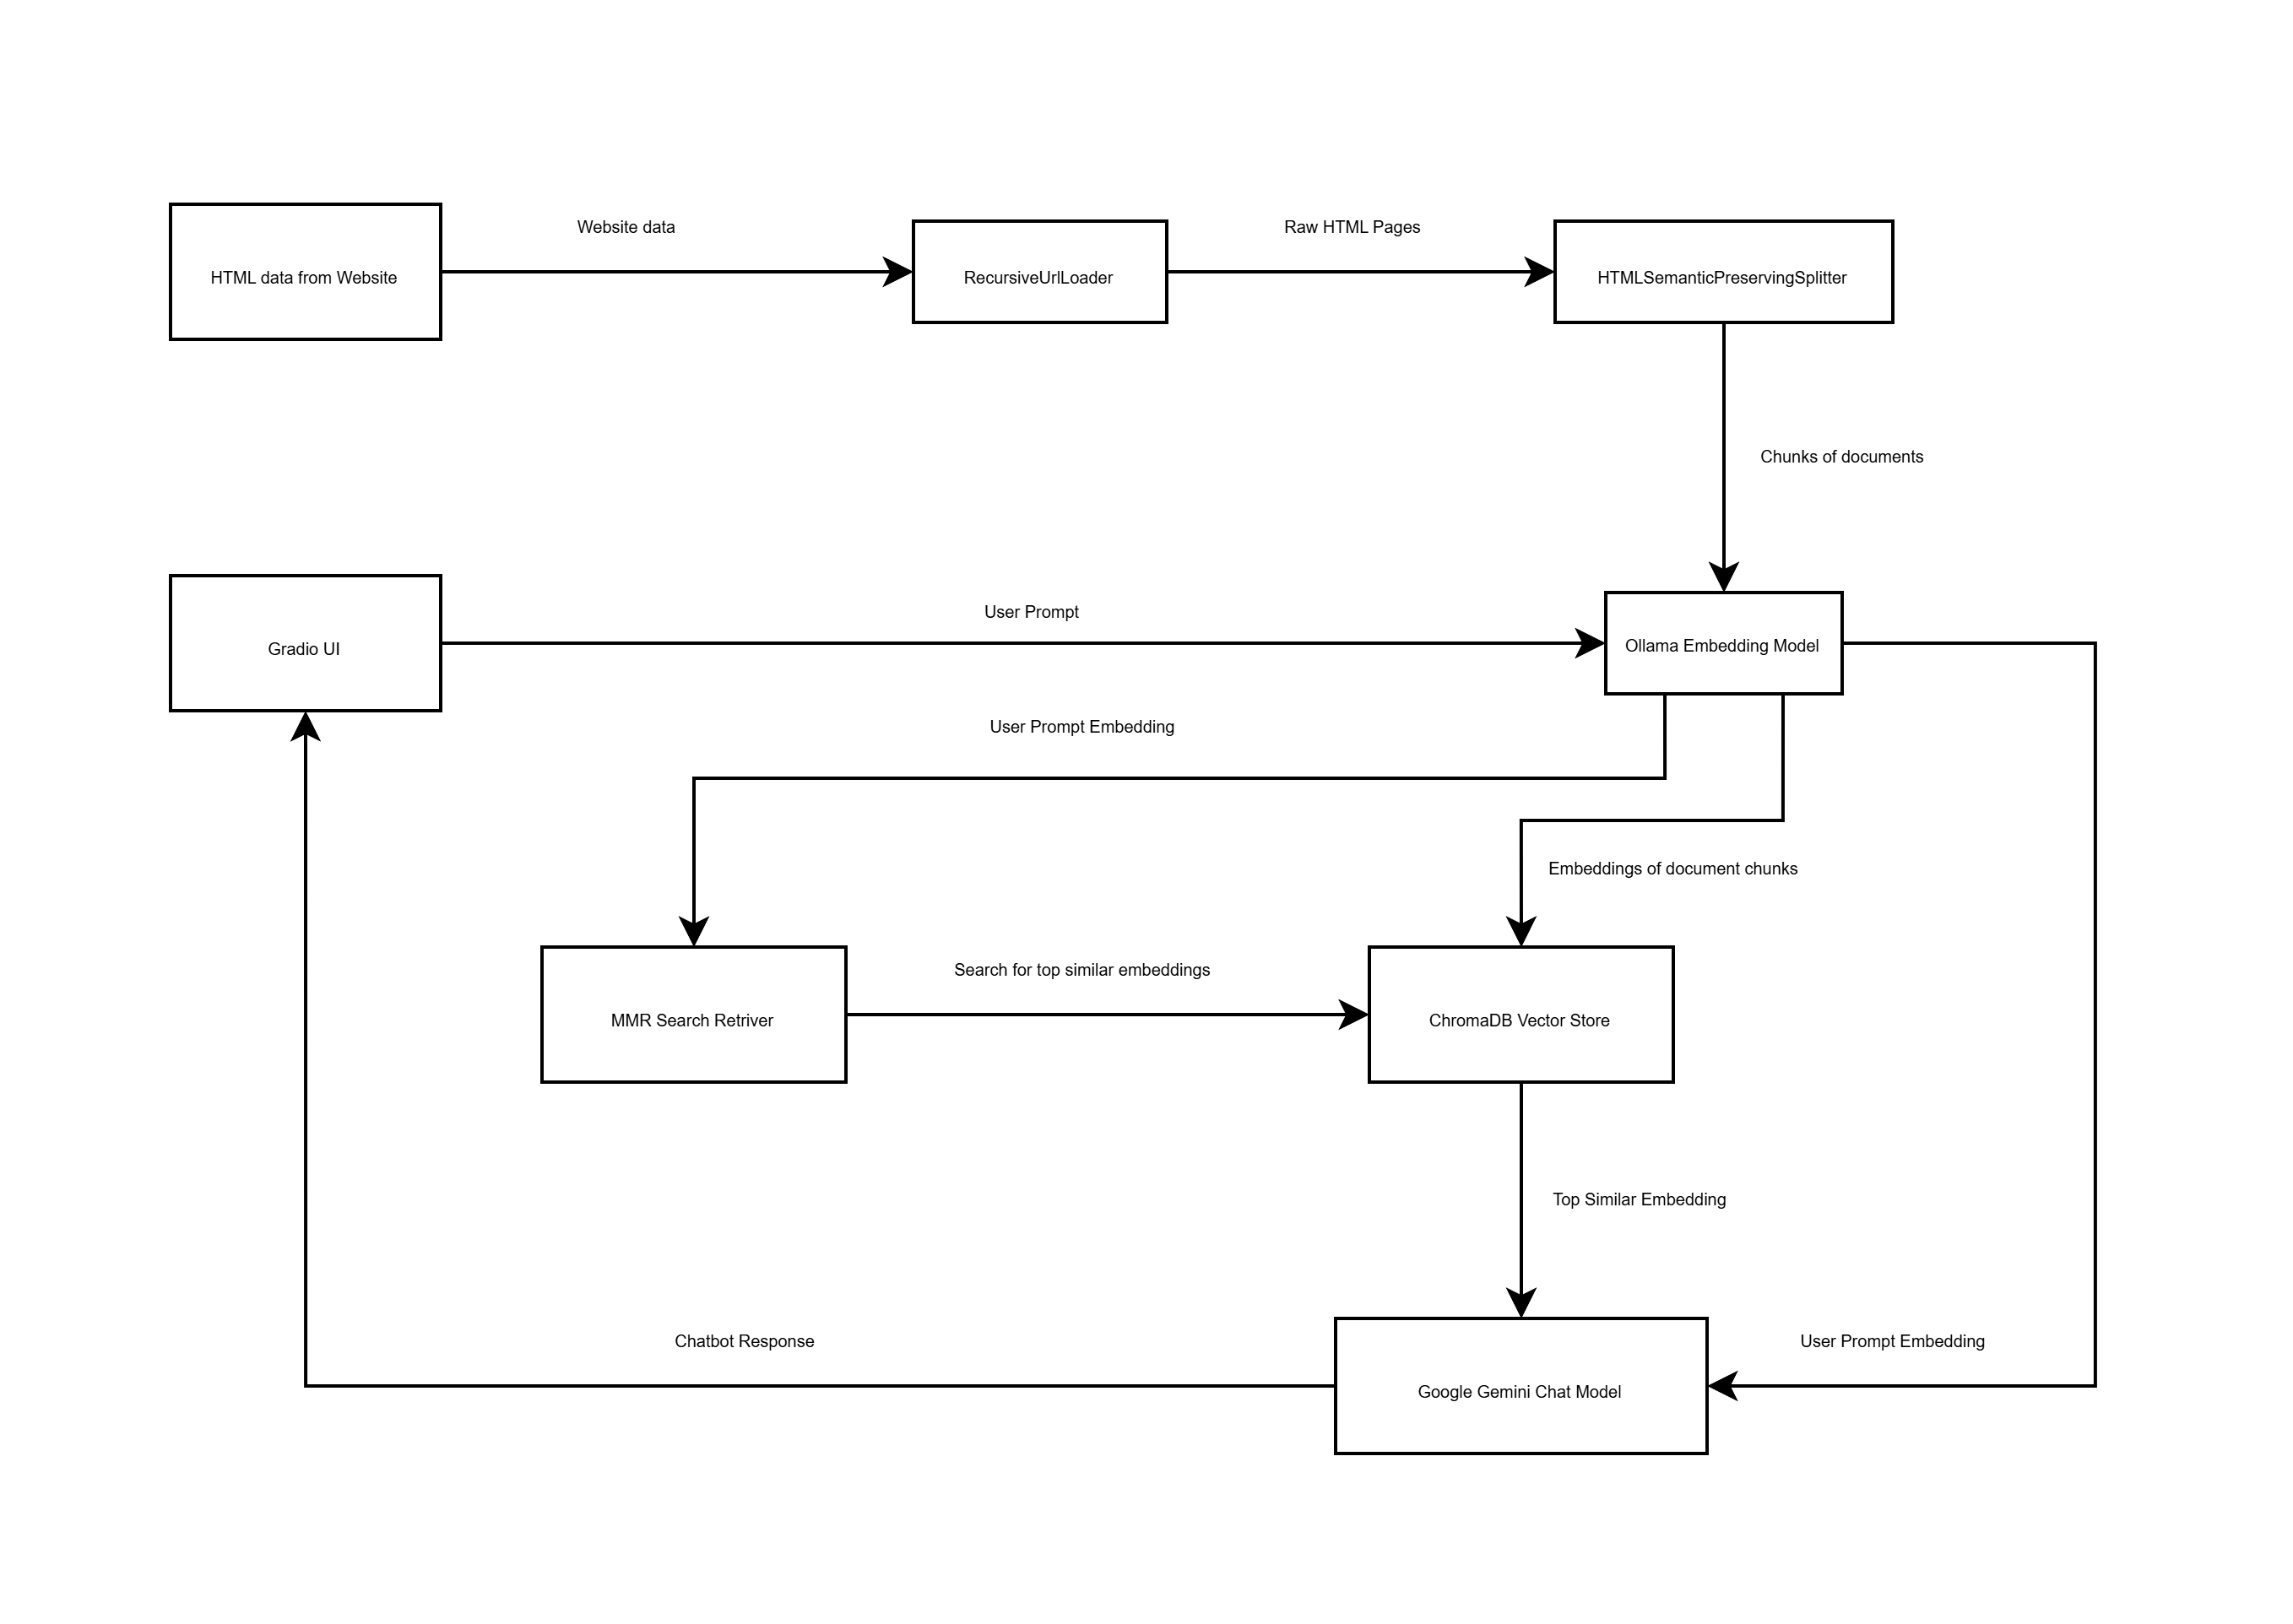 Website data
Raw HTML Pages
HTML data from Website
RecursiveUrlLoader
HTMLSemanticPreservingSplitter
Chunks of documents
User Prompt
Gradio UI
Ollama Embedding Model
User Prompt Embedding
Embeddings of document chunks
Search for top similar embeddings
MMR Search Retriver
ChromaDB Vector Store
Top Similar Embedding
Chatbot Response
User Prompt Embedding
Google Gemini Chat Model